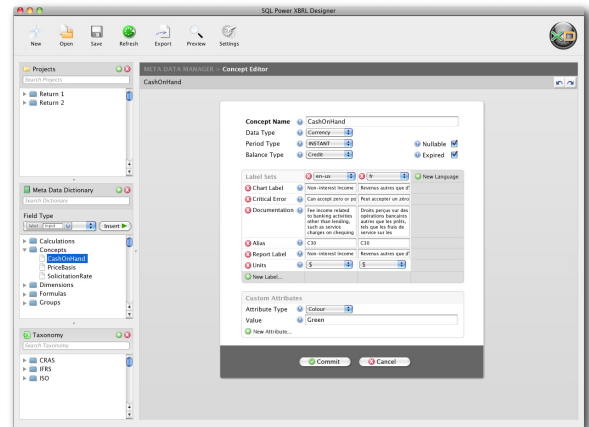 SQL Power XBRL Designer
New Open Save Refresh Export Preview Settings
Projects
Search Projects
Return 1
Return 2
Meta Data Dictionary
Search Dictionary
Field Type
label input Insert
Calculations
Concepts
CashOnHand
PriceBasis
SolicitationRate
Dimensions
Formulas
Groups
Taxonomy
Search Taxonomy
CRAS
IFRS
ISO
META DATA MANAGER > Concept Editor
CashOnHand
Concept Name CashOnHand
Data Type Currency
Period Type INSTANT Nullable
Balance Type Credit Expired
Label Sets en-us fr New Language
Chart Label Non-interest Income Revenus autres que d'
Critical Error Can accept zero or po Peut accepter un zéro
Documentation Fee income related Droits perçus sur des
to banking activities opérations bancaires
other than lending, autres que les prêts,
such as service tels que les frais de
charges on chequing service sur les
Alias C30 C30
Report Label Non-interest Income Revenus autres que d'
Units $ $
New Label...
Custom Attributes
Attribute Type Colour
Value Green
New Attribute...
Commit Cancel